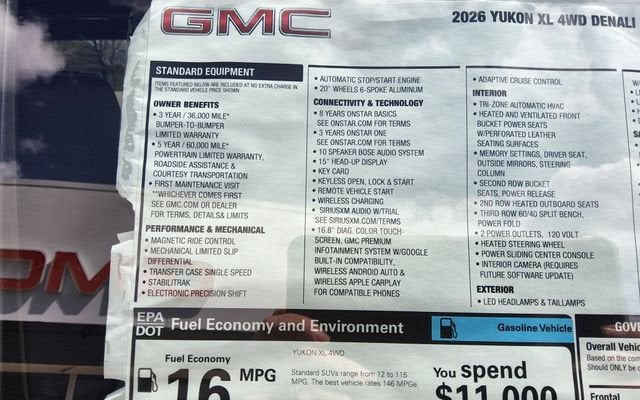 GMC
2026 YUKON XL 4WD DENALI
STANDARD EQUIPMENT
ITEMS FEATURED BELOW ARE INCLUDED AT NO EXTRA CHARGE IN
THE STANDARD VEHICLE PRICE SHOWN
OWNER BENEFITS
• 3 YEAR / 36,000 MILE*
BUMPER-TO-BUMPER
LIMITED WARRANTY
• 5 YEAR / 60,000 MILE*
POWERTRAIN LIMITED WARRANTY,
ROADSIDE ASSISTANCE &
COURTESY TRANSPORTATION
• FIRST MAINTENANCE VISIT
**WHICHEVER COMES FIRST
SEE GMC.COM OR DEALER
FOR TERMS, DETAILS& LIMITS
PERFORMANCE & MECHANICAL
• MAGNETIC RIDE CONTROL
• MECHANICAL LIMITED SLIP
DIFFERENTIAL
• TRANSFER CASE SINGLE SPEED
• STABILITRAK
• ELECTRONIC PRECISION SHIFT
• AUTOMATIC STOP/START ENGINE
• 20" WHEELS 6-SPOKE ALUMINUM
CONNECTIVITY & TECHNOLOGY
• 8 YEARS ONSTAR BASICS
SEE ONSTAR.COM FOR TERMS
• 3 YEARS ONSTAR ONE
SEE ONSTAR.COM FOR TERMS
• 10 SPEAKER BOSE AUDIO SYSTEM
• 15" HEAD-UP DISPLAY
• KEY CARD
• KEYLESS OPEN, LOCK & START
• REMOTE VEHICLE START
• WIRELESS CHARGING
• SIRIUSXM AUDIO W/TRIAL
SEE SIRIUSXM.COM/TERMS
• 16.8" DIAG. COLOR TOUCH-
SCREEN, GMC PREMIUM
INFOTAINMENT SYSTEM W/GOOGLE
BUILT-IN COMPATIBILITY,
WIRELESS ANDROID AUTO &
WIRELESS APPLE CARPLAY
FOR COMPATIBLE PHONES
• ADAPTIVE CRUISE CONTROL
INTERIOR
• TRI-ZONE AUTOMATIC HVAC
• HEATED AND VENTILATED FRONT
BUCKET POWER SEATS
W/PERFORATED LEATHER
SEATING SURFACES
• MEMORY SETTINGS, DRIVER SEAT,
OUTSIDE MIRRORS, STEERING
COLUMN
• SECOND ROW BUCKET
SEATS, POWER RELEASE
• 2ND ROW HEATED OUTBOARD SEATS
• THIRD ROW 60/40 SPLIT BENCH,
POWER FOLD
• 2 POWER OUTLETS, 120 VOLT
• HEATED STEERING WHEEL
• POWER SLIDING CENTER CONSOLE
• INTERIOR CAMERA (REQUIRES
FUTURE SOFTWARE UPDATE)
EXTERIOR
• LED HEADLAMPS & TAILLAMPS
EPA
DOT
Fuel Economy and Environment
Gasoline Vehicle
Fuel Economy
16 MPG
YUKON XL 4WD
Standard SUVs range from 12 to 115
MPG. The best vehicle rates 146 MPGe.
You spend
$11,000
GOVE
Overall Vehic
Based on the com
Should ONLY be c
Frontal